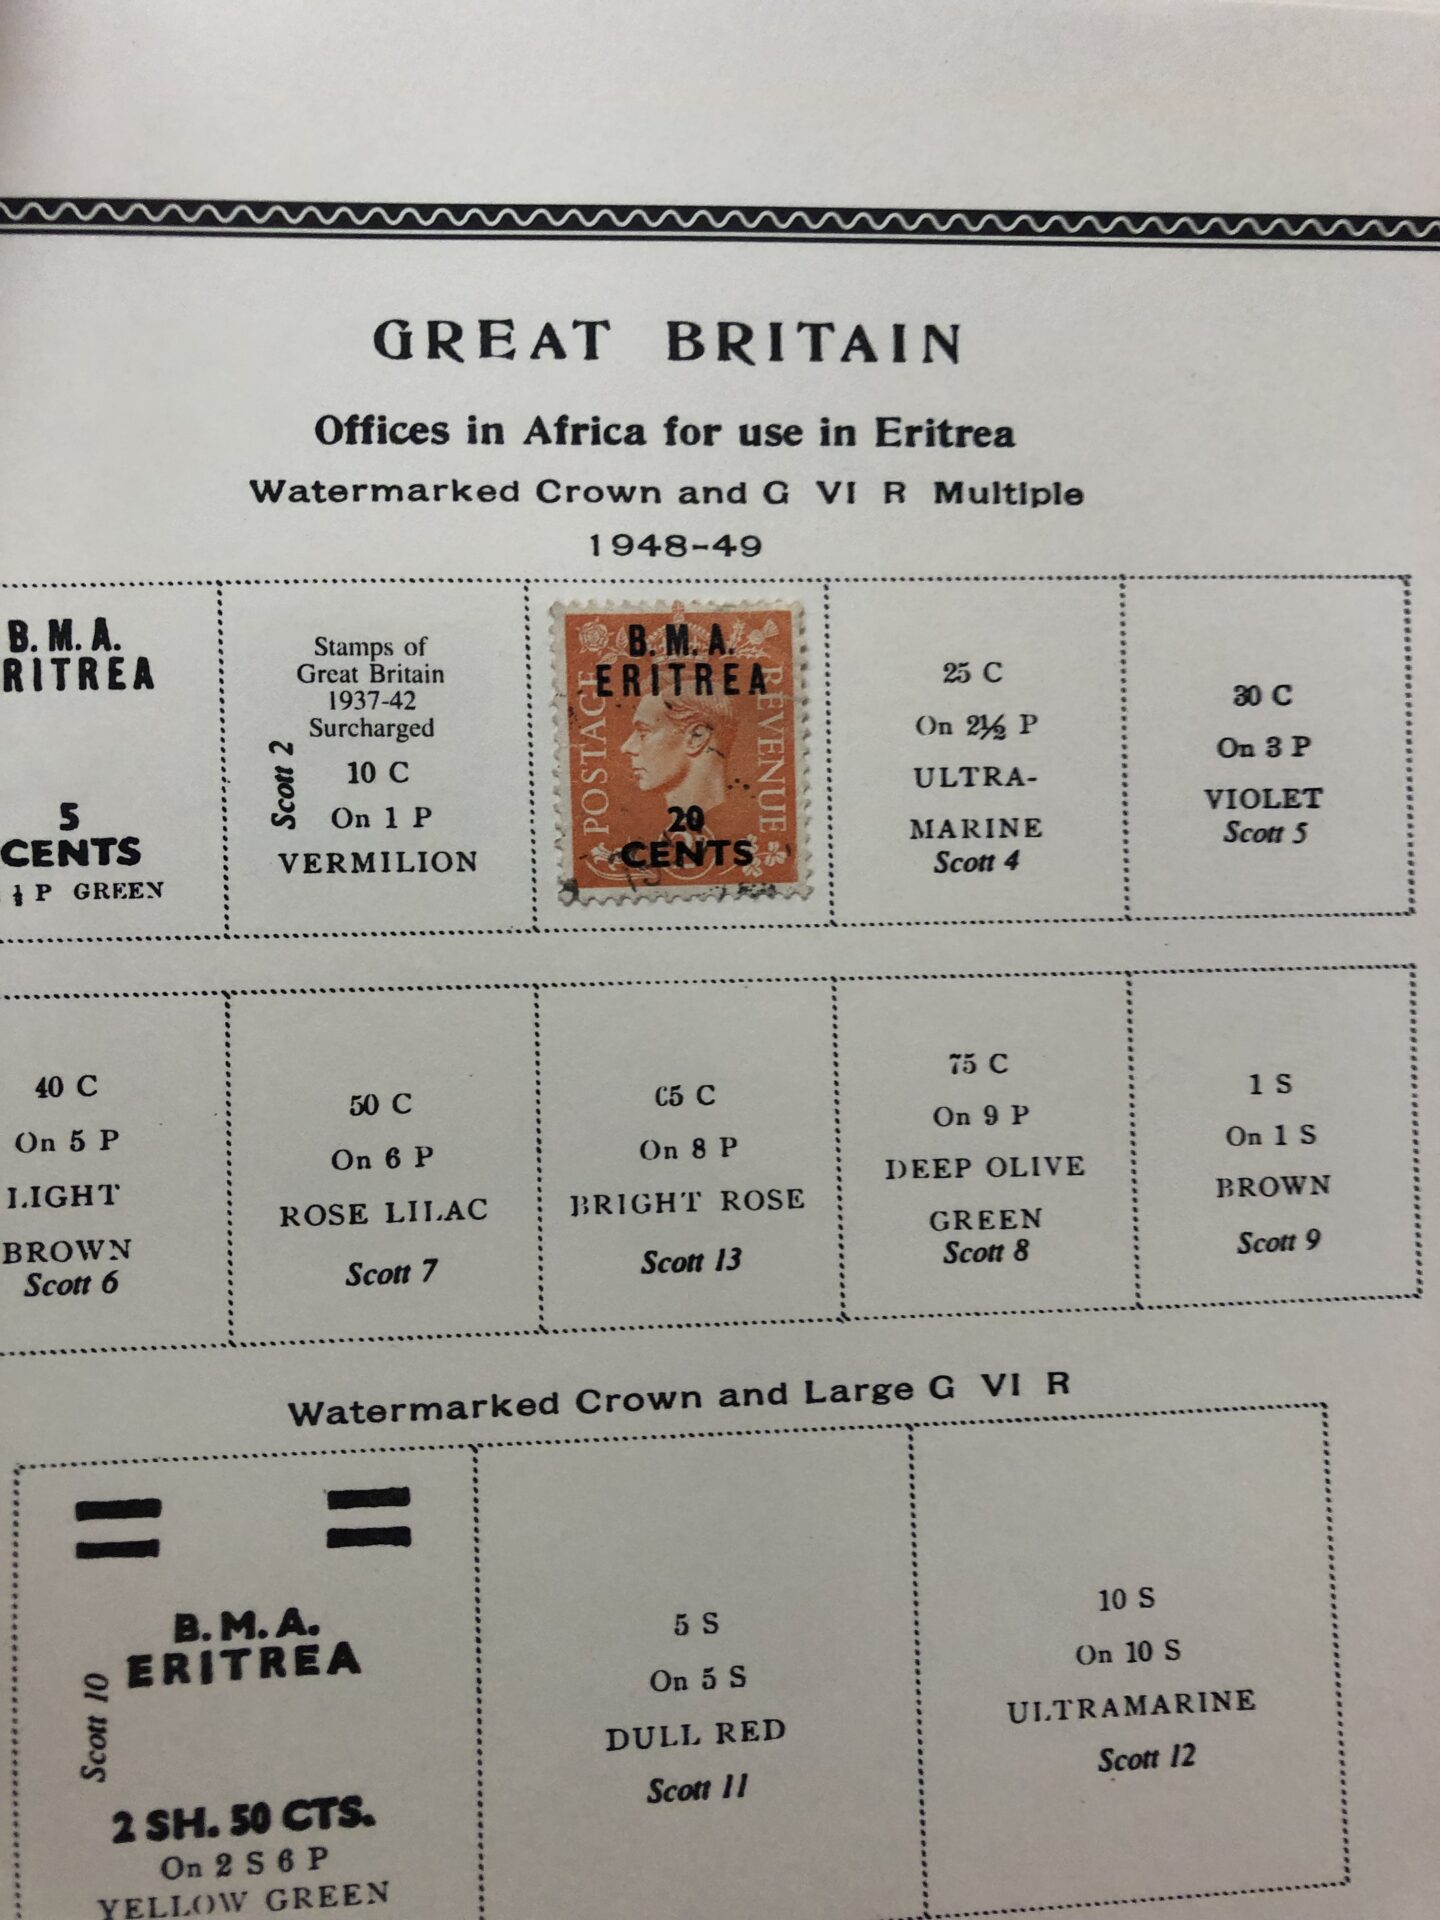 GREAT BRITAIN
Offices in Africa for use in Eritrea
Watermarked Crown and G VI R Multiple
1948-49
B. M. A.
RITREA
5
CENTS
½ P GREEN
Stamps of
Great Britain
1937-42
Surcharged
Scott 2
10 C
On 1 P
VERMILION
B. M. A.
ERITREA
POSTAGE
REVENUE
20
CENTS
25 C
On 2½ P
ULTRA-
MARINE
Scott 4
30 C
On 3 P
VIOLET
Scott 5
40 C
On 5 P
LIGHT
BROWN
Scott 6
50 C
On 6 P
ROSE LILAC
Scott 7
65 C
On 8 P
BRIGHT ROSE
Scott 13
75 C
On 9 P
DEEP OLIVE
GREEN
Scott 8
1 S
On 1 S
BROWN
Scott 9
Watermarked Crown and Large G VI R
B. M. A.
ERITREA
Scott 10
2 SH. 50 CTS.
On 2 S 6 P
YELLOW GREEN
5 S
On 5 S
DULL RED
Scott 11
10 S
On 10 S
ULTRAMARINE
Scott 12